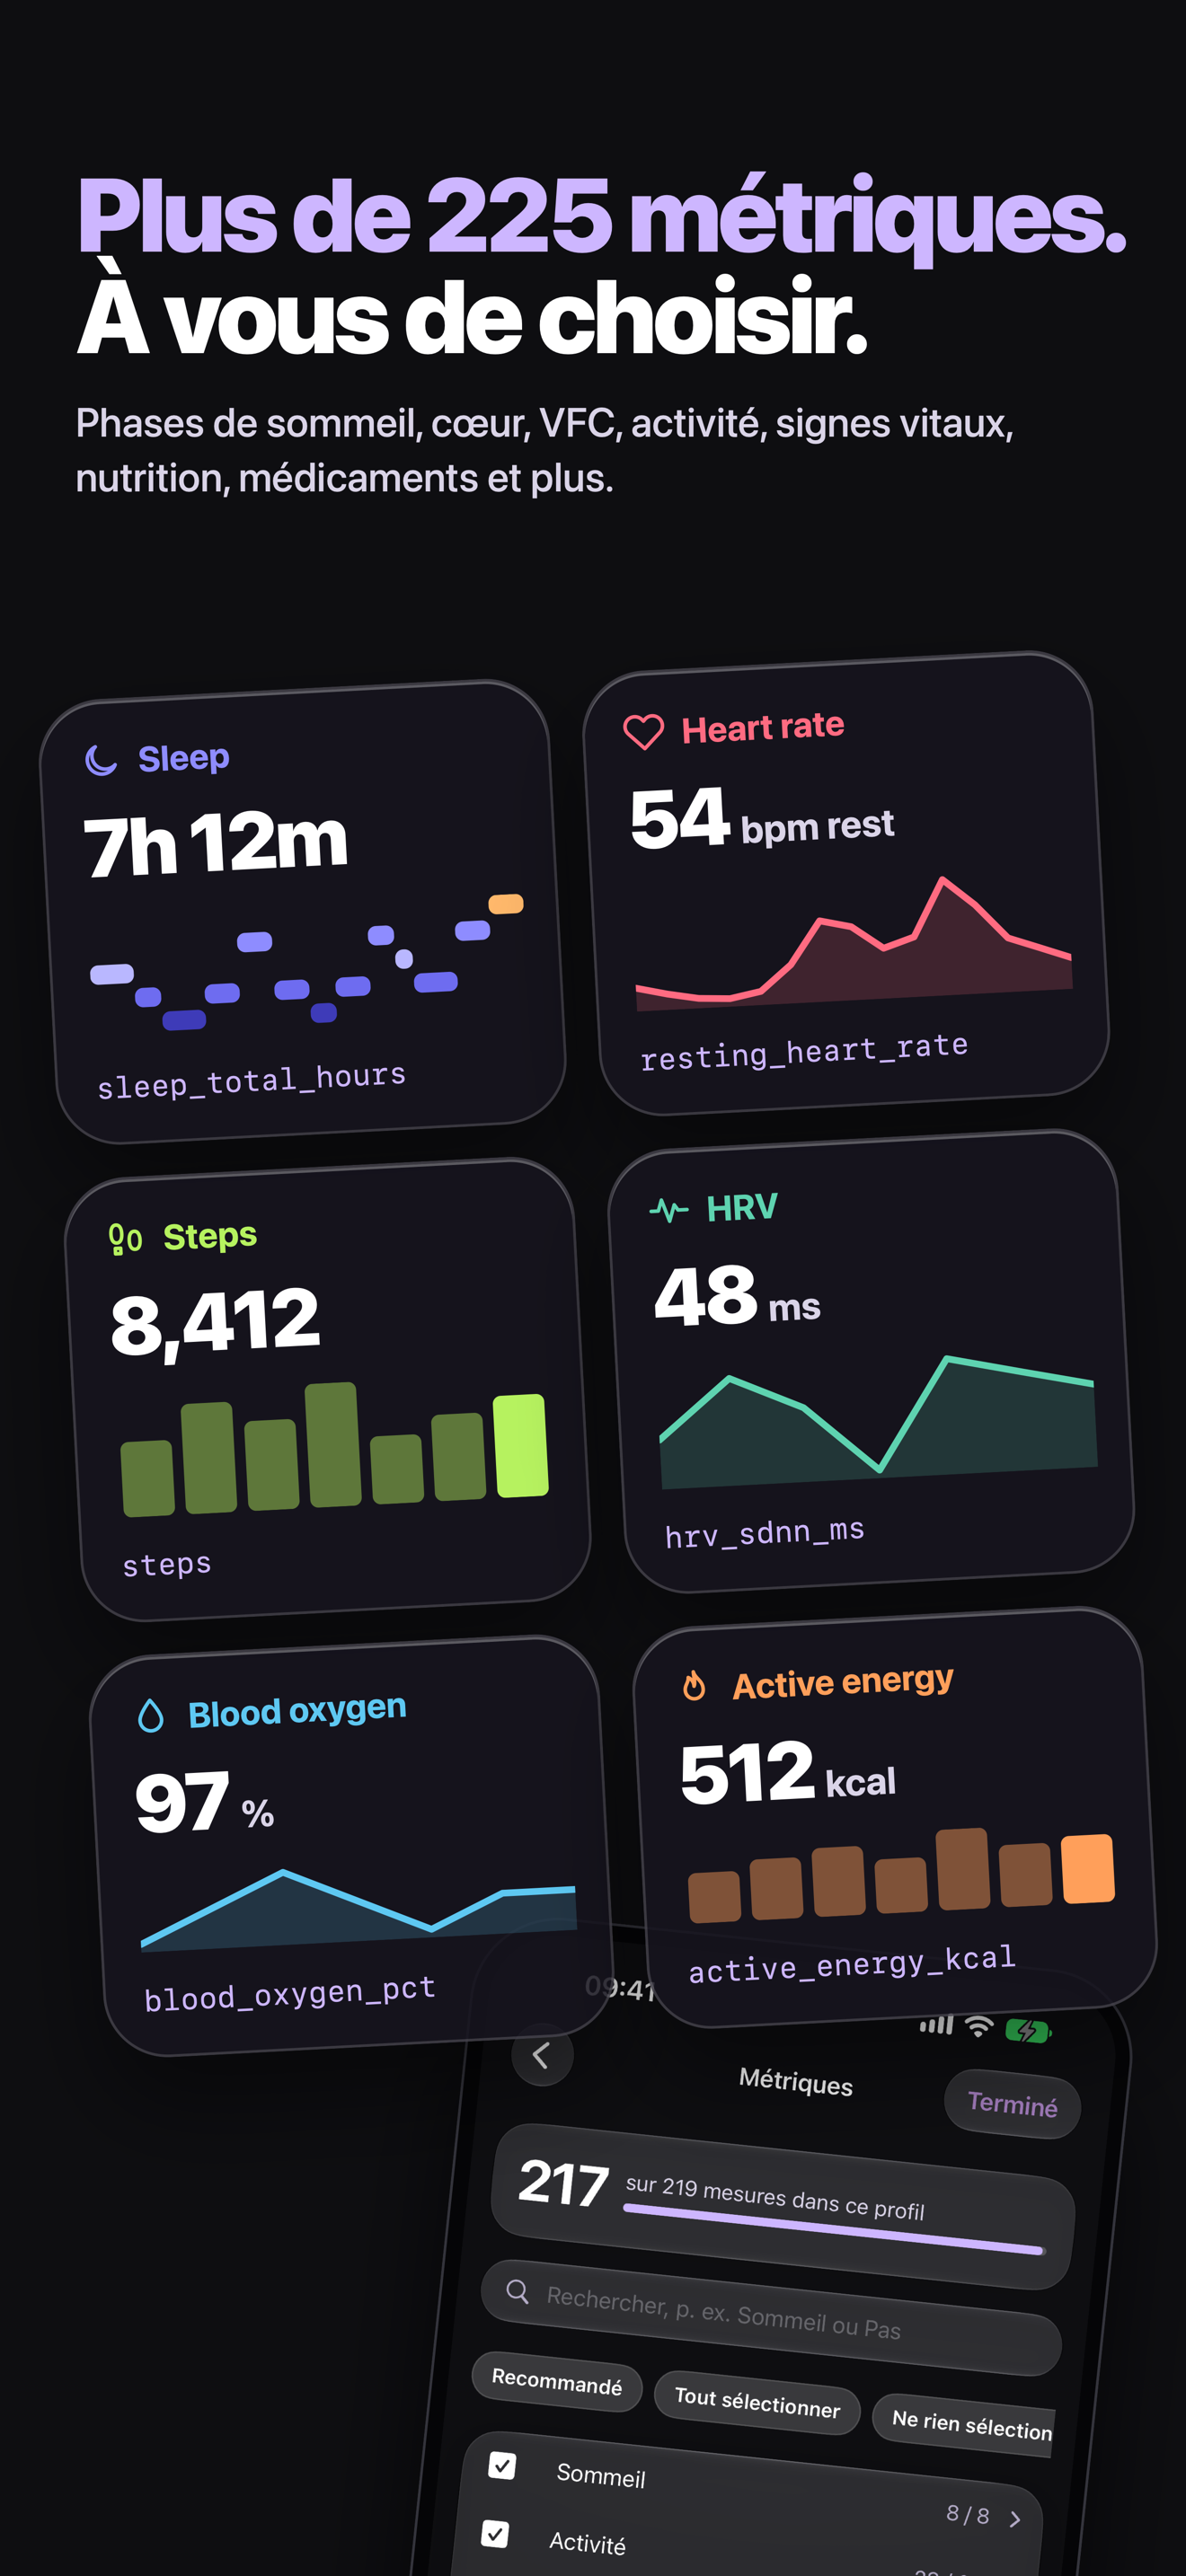 Plus de 225 métriques.
À vous de choisir.
Phases de sommeil, cœur, VFC, activité, signes vitaux,
nutrition, médicaments et plus.
Sleep
7h 12m
sleep_total_hours
Heart rate
54 bpm rest
resting_heart_rate
Steps
8,412
steps
HRV
48 ms
hrv_sdnn_ms
Blood oxygen
97 %
blood_oxygen_pct
Active energy
512 kcal
active_energy_kcal
09:41
Métriques
Terminé
217 sur 219 mesures dans ce profil
Rechercher, p. ex. Sommeil ou Pas
Recommandé
Tout sélectionner
Ne rien sélection
Sommeil
8 / 8
Activité